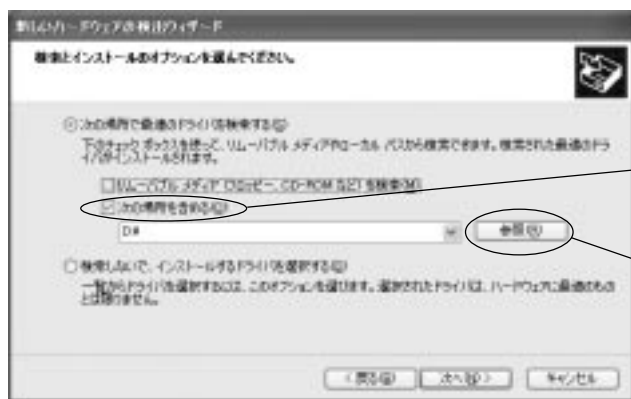 新しいハードウェアの検出ウィザード
検索とインストールのオプションを選んでください。
次の場所で最適のドライバを検索する(S)
下のチェック ボックスを使って、リムーバブル メディアやローカル パスから検索できます。検索された最適のドラ
イバがインストールされます。
リムーバブル メディア (フロッピー、CD-ROM など) を検索(M)
次の場所を含める(O)
D:¥
参照(R)
検索しないで、インストールするドライバを選択する(D)
一覧からドライバを選択するには、このオプションを選びます。選択されたドライバは、ハードウェアに最適のもの
とは限りません。
< 戻る(B)
次へ(N) >
キャンセル